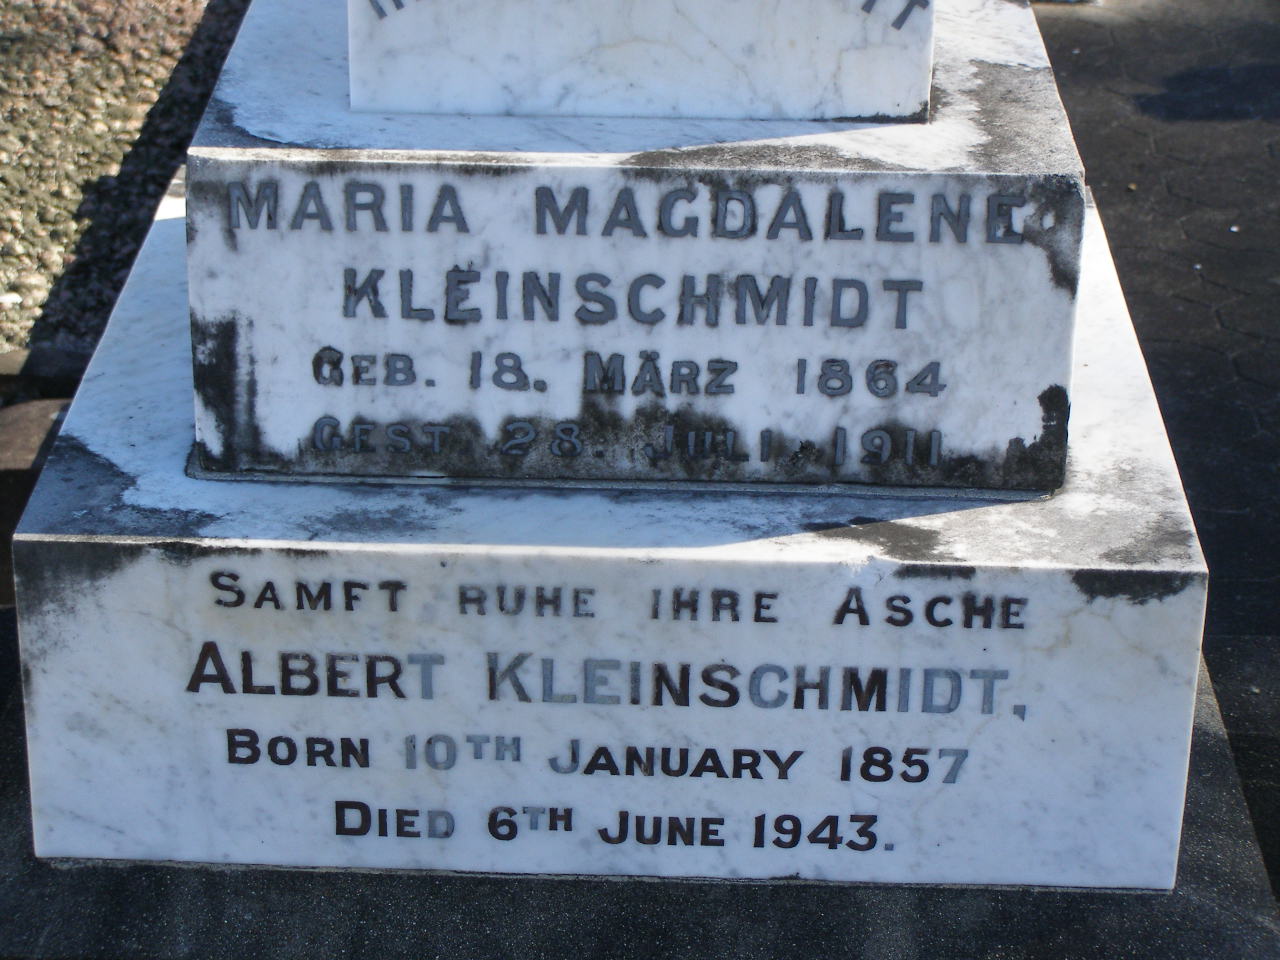 MARIA MAGDALENE
KLEINSCHMIDT
GEB. 18. MÄRZ 1864
GEST 28. JULI 1911
SAMFT RUHE IHRE ASCHE
ALBERT KLEINSCHMIDT,
BORN 10TH JANUARY 1857
DIED 6TH JUNE 1943.